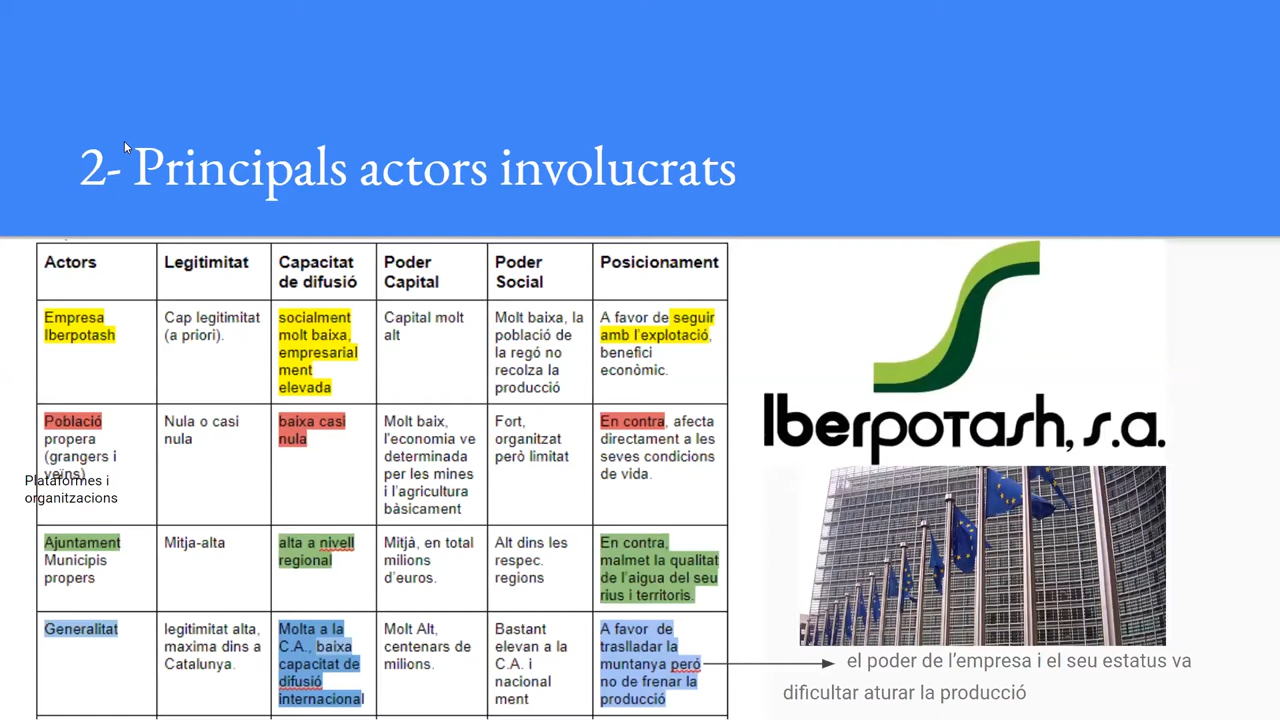 2- Principals actors involucrats
Actors
Legitimitat
Capacitat
de difusió
Poder
Capital
Poder
Social
Posicionament
Empresa
Iberpotash
Cap legitimitat
(a priori).
socialment
molt baixa,
empresarial
ment
elevada
Capital molt
alt
Molt baixa, la
població de
la regó no
recolza la
producció
A favor de seguir
amb l'explotació,
benefici
econòmic.
Població
propera
(grangers i
veïns)
Plataformes i
organitzacions
Nula o casi
nula
baixa casi
nula
Molt baix,
l'economia ve
determinada
per les mines
i l'agricultura
bàsicament
Fort,
organitzat
però limitat
En contra, afecta
directament a les
seves condicions
de vida.
Ajuntament
Municipis
propers
Mitja-alta
alta a nivell
regional
Mitjà, en total
milions
d'euros.
Alt dins les
respec.
regions
En contra,
malmet la qualitat
de l'aigua del seu
rius i territoris.
Generalitat
legitimitat alta,
maxima dins a
Catalunya.
Molta a la
C.A., baixa
capacitat de
difusió
internacional
Molt Alt,
centenars de
milions.
Bastant
elevan a la
C.A. i
nacional
ment
A favor de
traslladar la
muntanya peró
no de frenar la
producció
Iberpotash, s.a.
el poder de l'empresa i el seu estatus va
dificultar aturar la producció